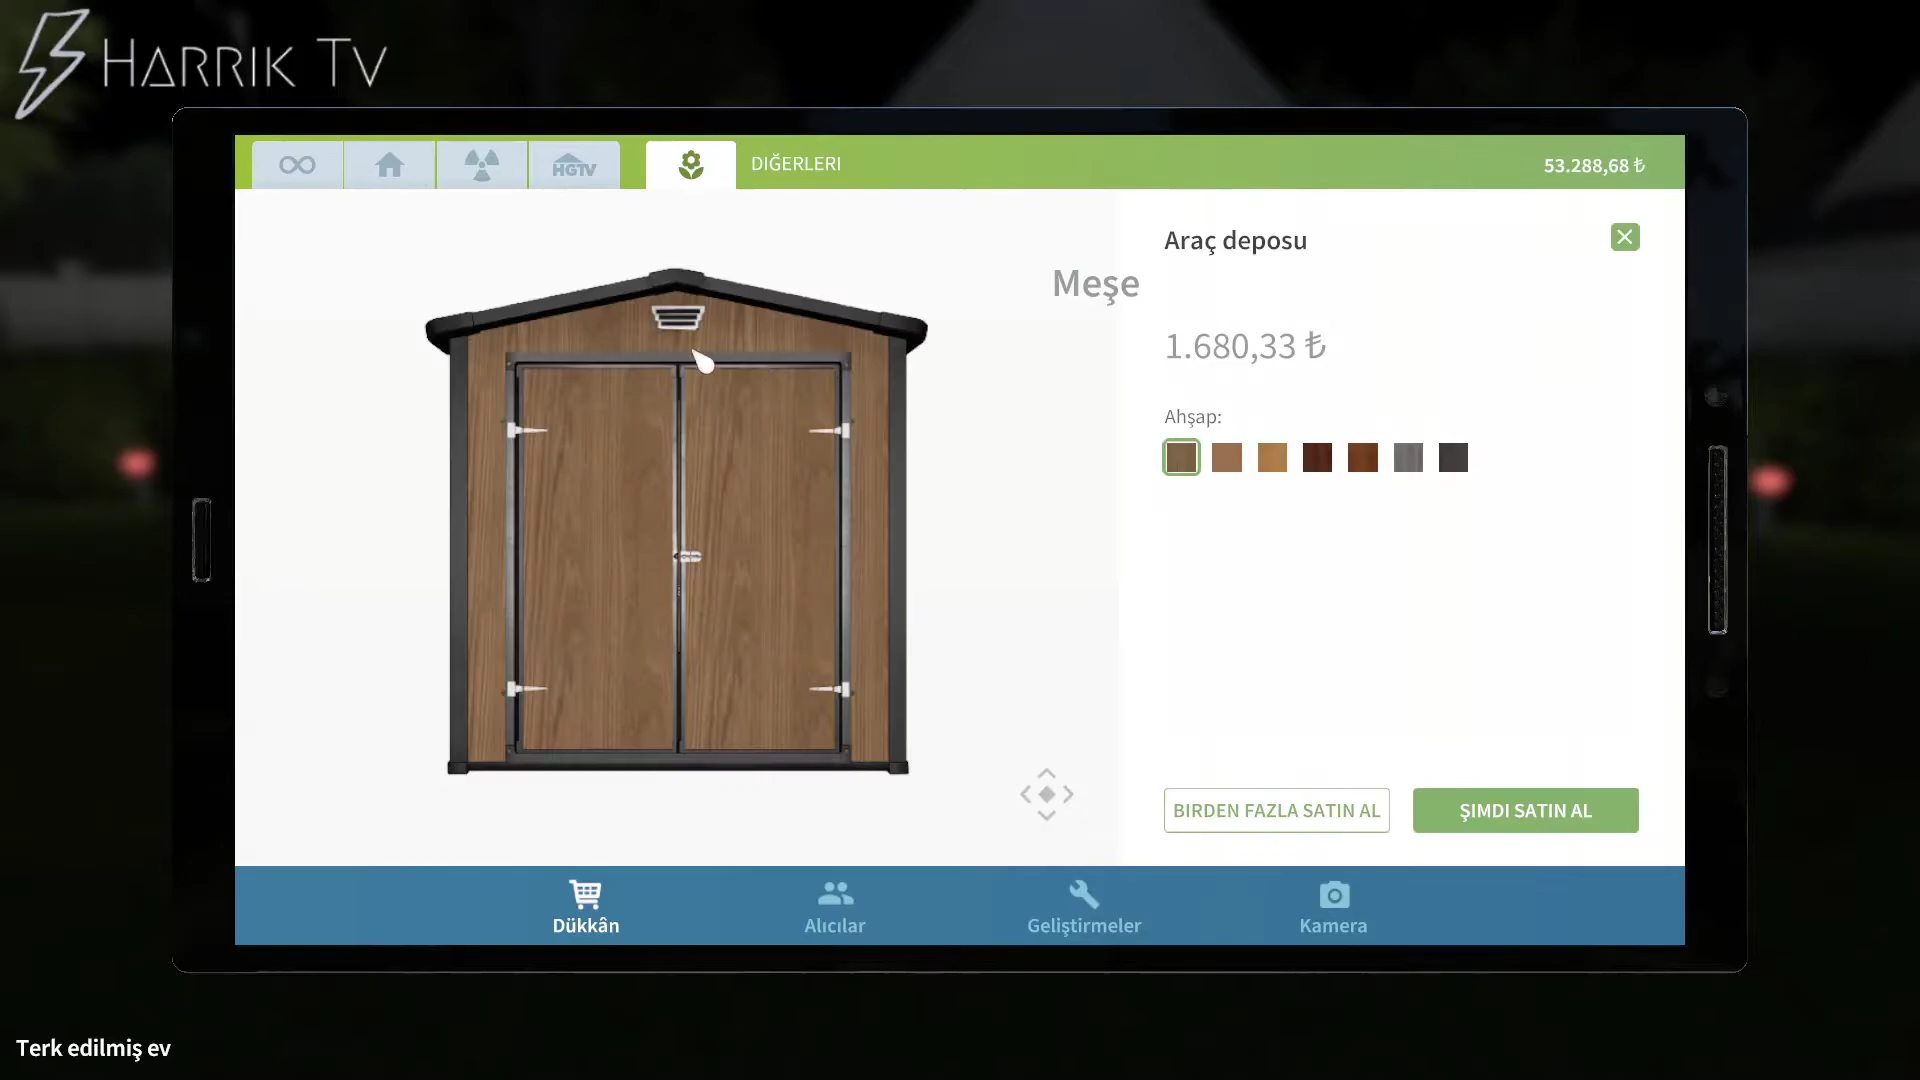 HARRIK TV
HGTV
DIĞERLERI
53.288,68 ₺
Araç deposu
Meşe
1.680,33 ₺
Ahşap:
BIRDEN FAZLA SATIN AL
ŞIMDI SATIN AL
Dükkân
Alıcılar
Geliştirmeler
Kamera
Terk edilmiş ev